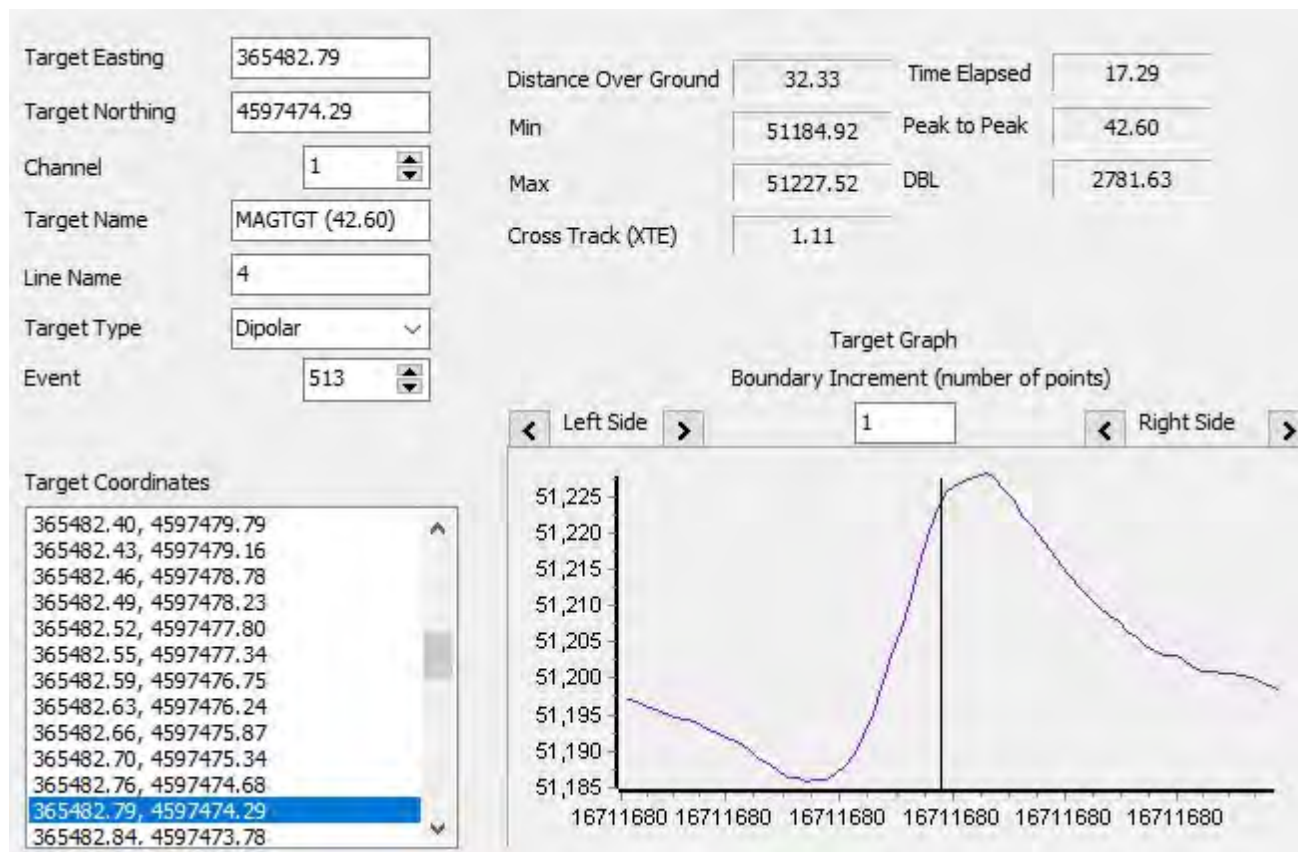 Target Easting 365482.79
Target Northing 4597474.29
Channel 1
Target Name MAGTGT (42.60)
Line Name 4
Target Type Dipolar
Event 513
Distance Over Ground 32.33 Time Elapsed 17.29
Min 51184.92 Peak to Peak 42.60
Max 51227.52 DBL 2781.63
Cross Track (XTE) 1.11
Target Coordinates
365482.40, 4597479.79
365482.43, 4597479.16
365482.46, 4597478.78
365482.49, 4597478.23
365482.52, 4597477.80
365482.55, 4597477.34
365482.59, 4597476.75
365482.63, 4597476.24
365482.66, 4597475.87
365482.70, 4597475.34
365482.76, 4597474.68
365482.79, 4597474.29
365482.84, 4597473.78
Target Graph
Boundary Increment (number of points)
Left Side 1 Right Side
51,225
51,220
51,215
51,210
51,205
51,200
51,195
51,190
51,185
16711680 16711680 16711680 16711680 16711680 16711680